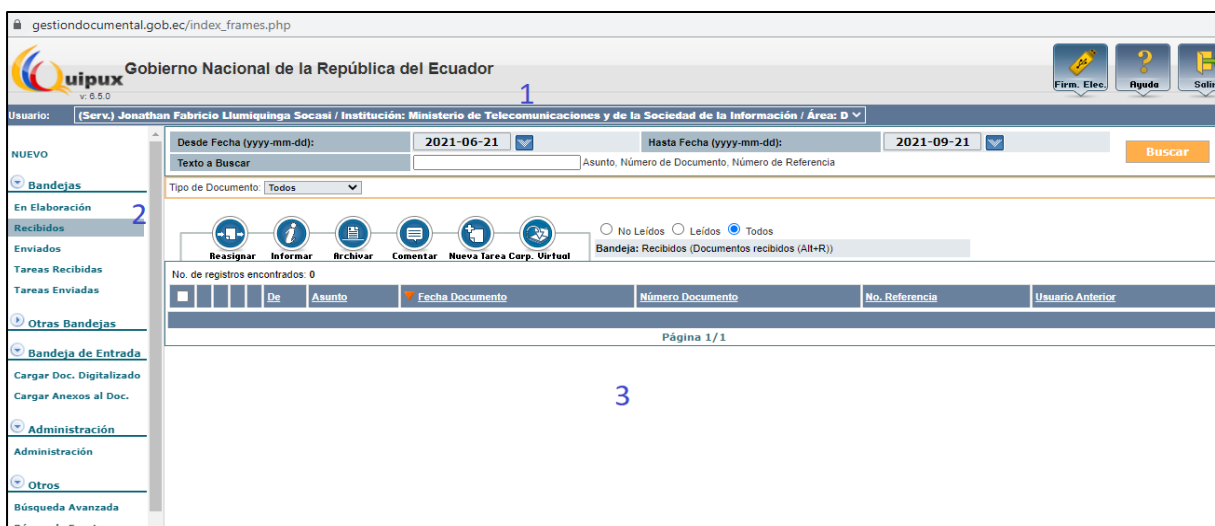 gestiondocumental.gob.ec/index_frames.php
Quipux
v: 6.5.0
Gobierno Nacional de la República del Ecuador
Firm. Elec.
Ayuda
Salir
1
Usuario: (Serv.) Jonathan Fabricio Llumiquinga Socasi / Institución: Ministerio de Telecomunicaciones y de la Sociedad de la Información / Área: D
NUEVO
Bandejas
En Elaboración
2
Recibidos
Enviados
Tareas Recibidas
Tareas Enviadas
Otras Bandejas
Bandeja de Entrada
Cargar Doc. Digitalizado
Cargar Anexos al Doc.
Administración
Administración
Otros
Búsqueda Avanzada
Desde Fecha (yyyy-mm-dd): 2021-06-21 Hasta Fecha (yyyy-mm-dd): 2021-09-21
Buscar
Texto a Buscar Asunto, Número de Documento, Número de Referencia
Tipo de Documento: Todos
Reasignar Informar Archivar Comentar Nueva Tarea Carp. Virtual
No Leídos Leídos Todos
Bandeja: Recibidos (Documentos recibidos (Alt+R))
No. de registros encontrados: 0
De Asunto Fecha Documento Número Documento No. Referencia Usuario Anterior
Página 1/1
3